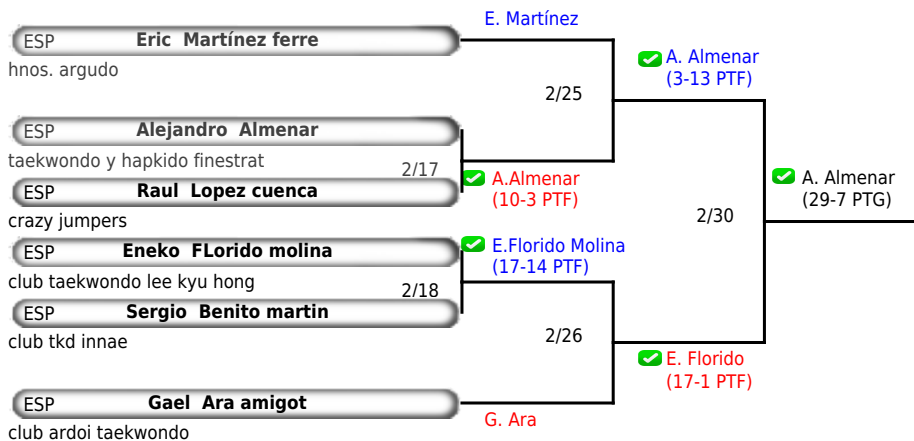 E. Martínez
ESP Eric Martínez ferre
hnos. argudo
A. Almenar
(3-13 PTF)
2/25
ESP Alejandro Almenar
taekwondo y hapkido finestrat
2/17
A.Almenar
(10-3 PTF)
ESP Raul Lopez cuenca
crazy jumpers
A. Almenar
(29-7 PTG)
2/30
ESP Eneko FLorido molina
club taekwondo lee kyu hong
E.Florido Molina
(17-14 PTF)
2/18
ESP Sergio Benito martin
club tkd innae
2/26
E. Florido
(17-1 PTF)
ESP Gael Ara amigot
club ardoi taekwondo
G. Ara